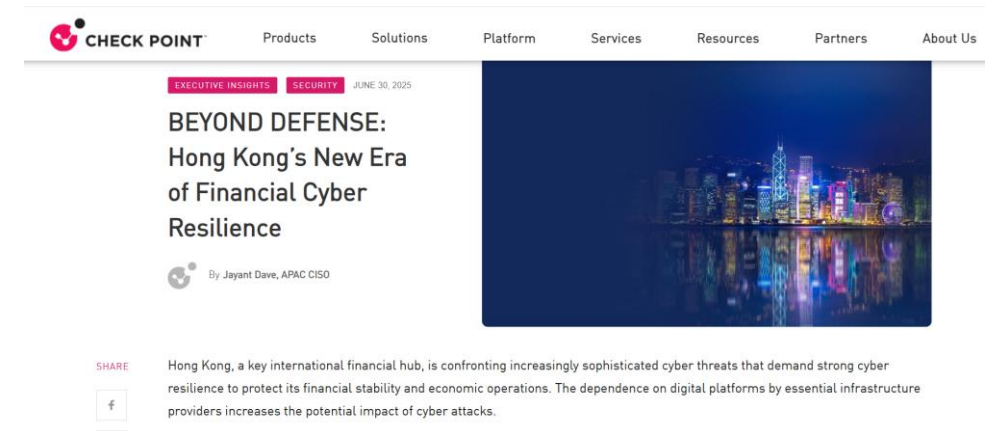 CHECK POINT™
Products
Solutions
Platform
Services
Resources
Partners
About Us
EXECUTIVE INSIGHTS
SECURITY
JUNE 30, 2025
BEYOND DEFENSE:
Hong Kong's New Era
of Financial Cyber
Resilience
By Jayant Dave, APAC CISO
SHARE
Hong Kong, a key international financial hub, is confronting increasingly sophisticated cyber threats that demand strong cyber
resilience to protect its financial stability and economic operations. The dependence on digital platforms by essential infrastructure
providers increases the potential impact of cyber attacks.
f